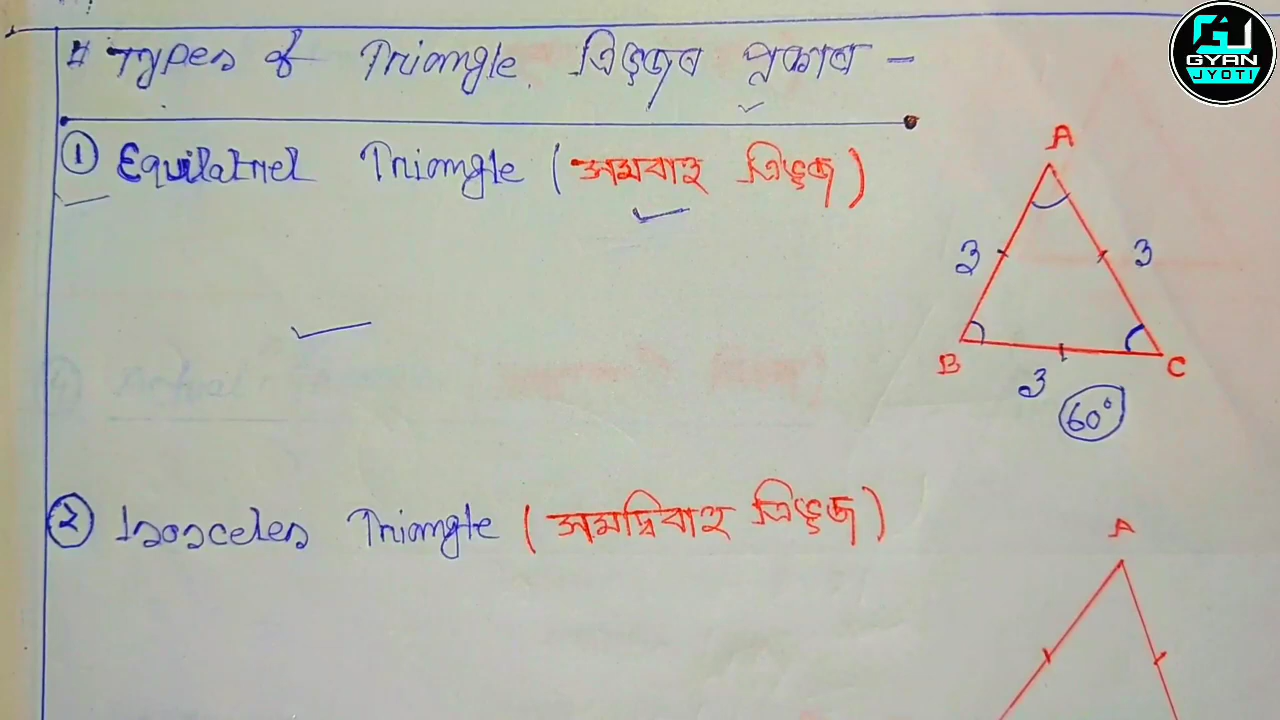 # Types of Triangle ত্ৰিভুজৰ প্ৰকাৰ -
GYAN
JYOTI
① Equilatrel Triangle (সমবাহু ত্ৰিভুজ)
A
3 3
B C
3
60°
② Isosceles Triangle (সমদ্বিবাহু ত্ৰিভুজ)
A